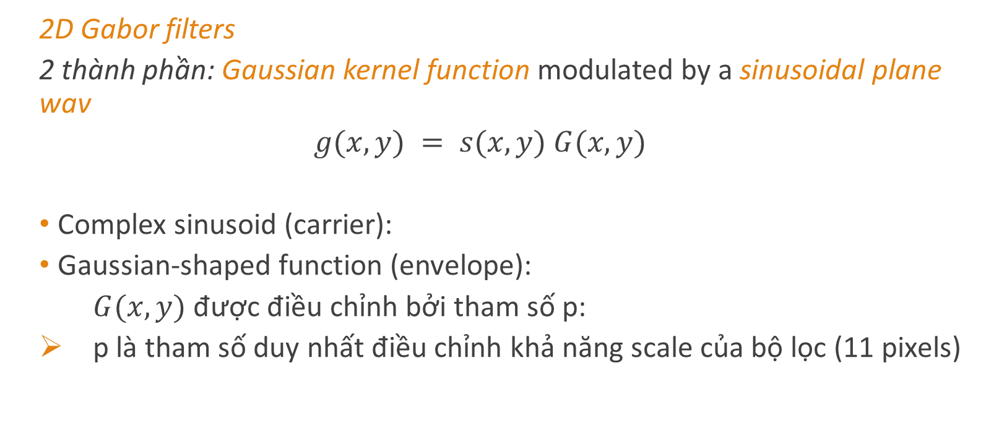 2D Gabor filters
2 thành phần: Gaussian kernel function modulated by a sinusoidal plane
wav
g(x, y) = s(x, y) G(x, y)
• Complex sinusoid (carrier):
• Gaussian-shaped function (envelope):
G(x, y) được điều chỉnh bởi tham số p:
➢ p là tham số duy nhất điều chỉnh khả năng scale của bộ lọc (11 pixels)